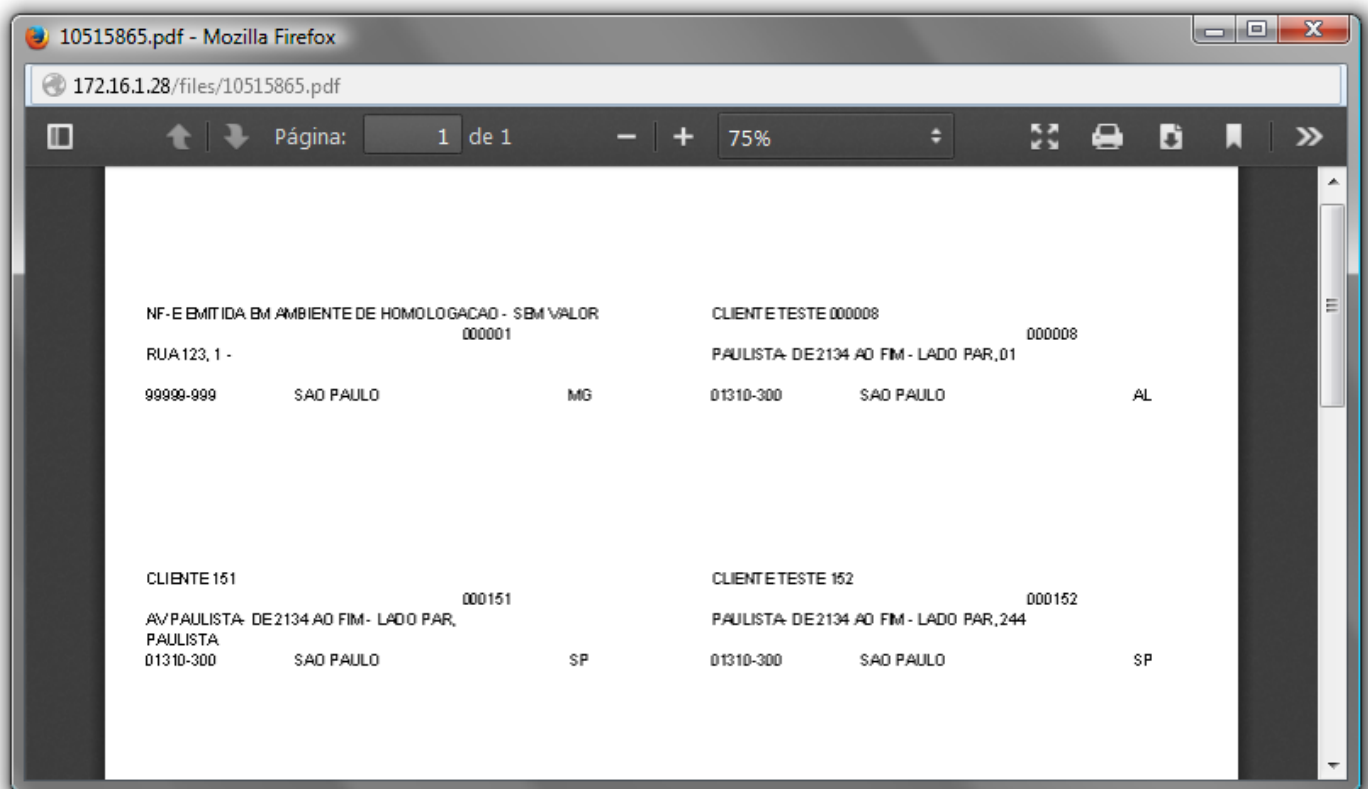 10515865.pdf - Mozilla Firefox
172.16.1.28/files/10515865.pdf
Página: 1 de 1 75%
NF-E EMITIDA EM AMBIENTE DE HOMOLOGACAO - SEM VALOR
000001
RUA 123, 1 -
99999-999 SAO PAULO MG
CLIENTE TESTE 000008
000008
PAULISTA- DE 2134 AO FIM - LADO PAR, 01
01310-300 SAO PAULO AL
CLIENTE 151
000151
AV PAULISTA- DE 2134 AO FIM - LADO PAR,
PAULISTA
01310-300 SAO PAULO SP
CLIENTE TESTE 152
000152
PAULISTA- DE 2134 AO FIM - LADO PAR, 244
01310-300 SAO PAULO SP